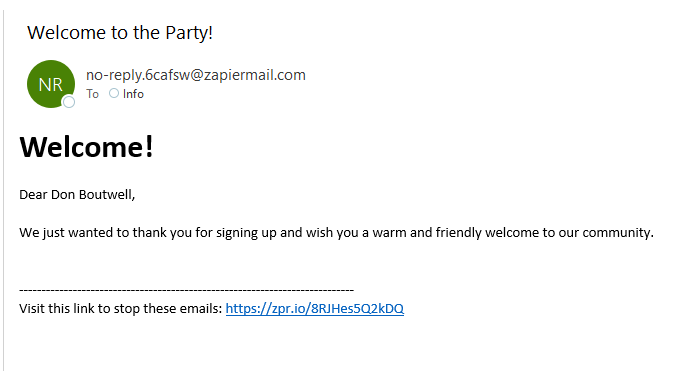 Welcome to the Party!
NR
no-reply.6cafsw@zapiermail.com
To Info
Welcome!
Dear Don Boutwell,
We just wanted to thank you for signing up and wish you a warm and friendly welcome to our community.
---------------------------------------------------------------------------
Visit this link to stop these emails: https://zpr.io/8RJHes5Q2kDQ